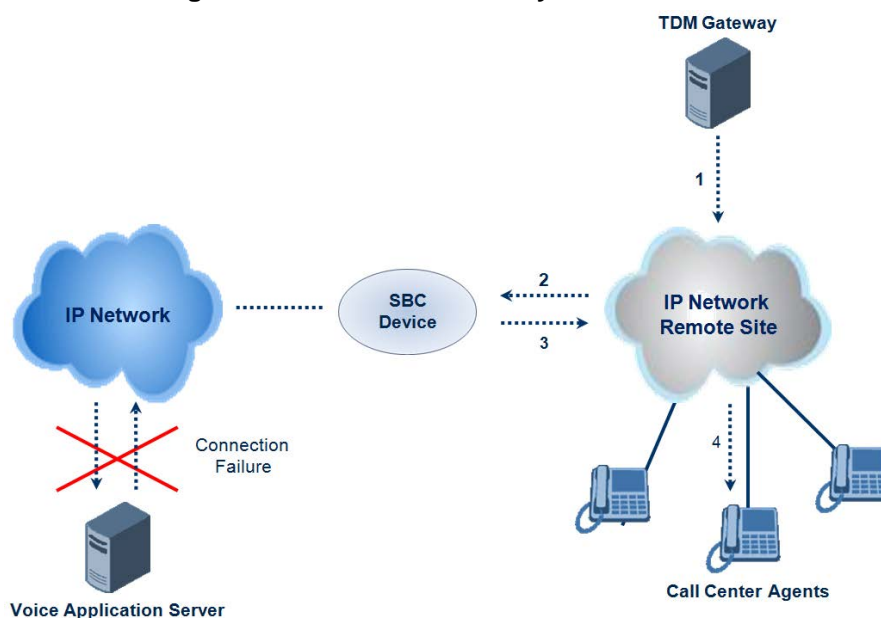 TDM Gateway
1
IP Network
SBC
Device
2
3
IP Network
Remote Site
Connection
Failure
4
Voice Application Server
Call Center Agents